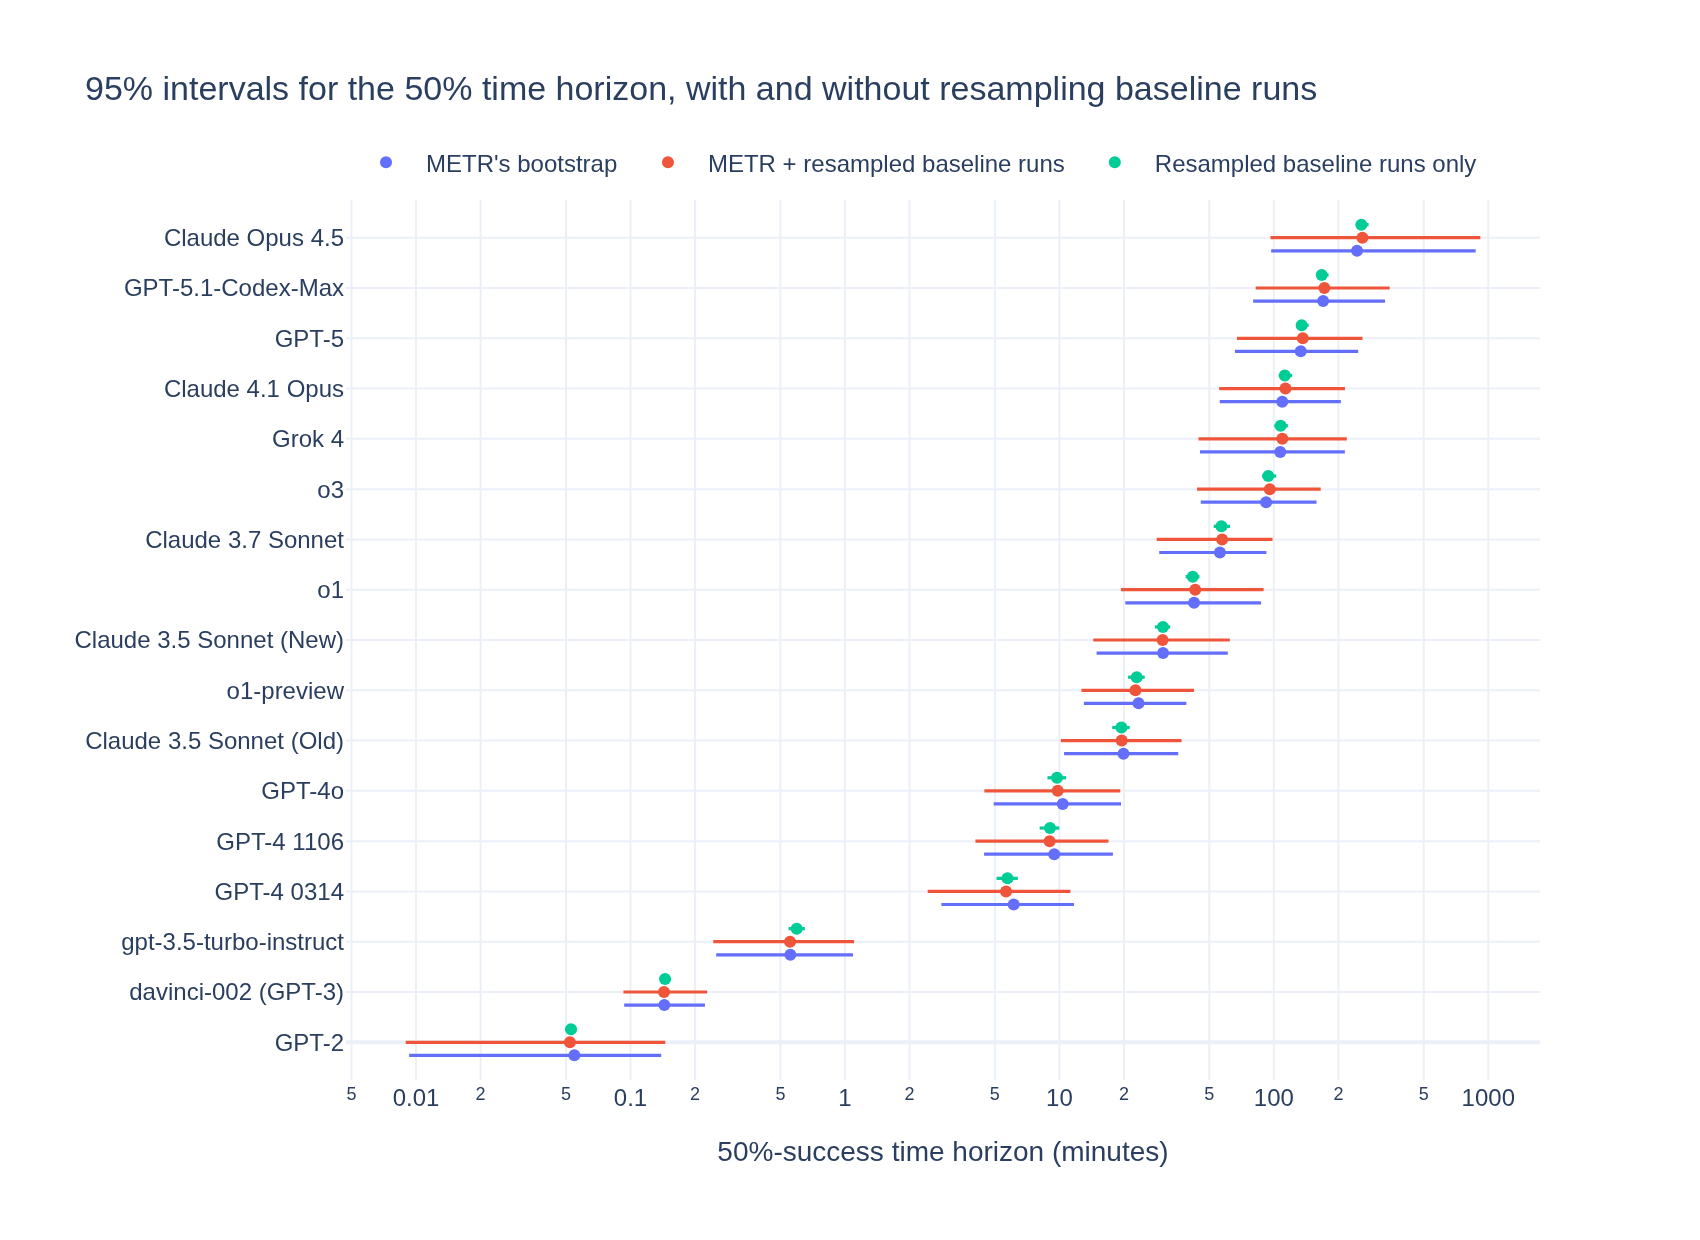 95% intervals for the 50% time horizon, with and without resampling baseline runs
METR's bootstrap METR + resampled baseline runs Resampled baseline runs only
Claude Opus 4.5
GPT-5.1-Codex-Max
GPT-5
Claude 4.1 Opus
Grok 4
o3
Claude 3.7 Sonnet
o1
Claude 3.5 Sonnet (New)
o1-preview
Claude 3.5 Sonnet (Old)
GPT-4o
GPT-4 1106
GPT-4 0314
gpt-3.5-turbo-instruct
davinci-002 (GPT-3)
GPT-2
5 0.01 2 5 0.1 2 5 1 2 5 10 2 5 100 2 5 1000
50%-success time horizon (minutes)